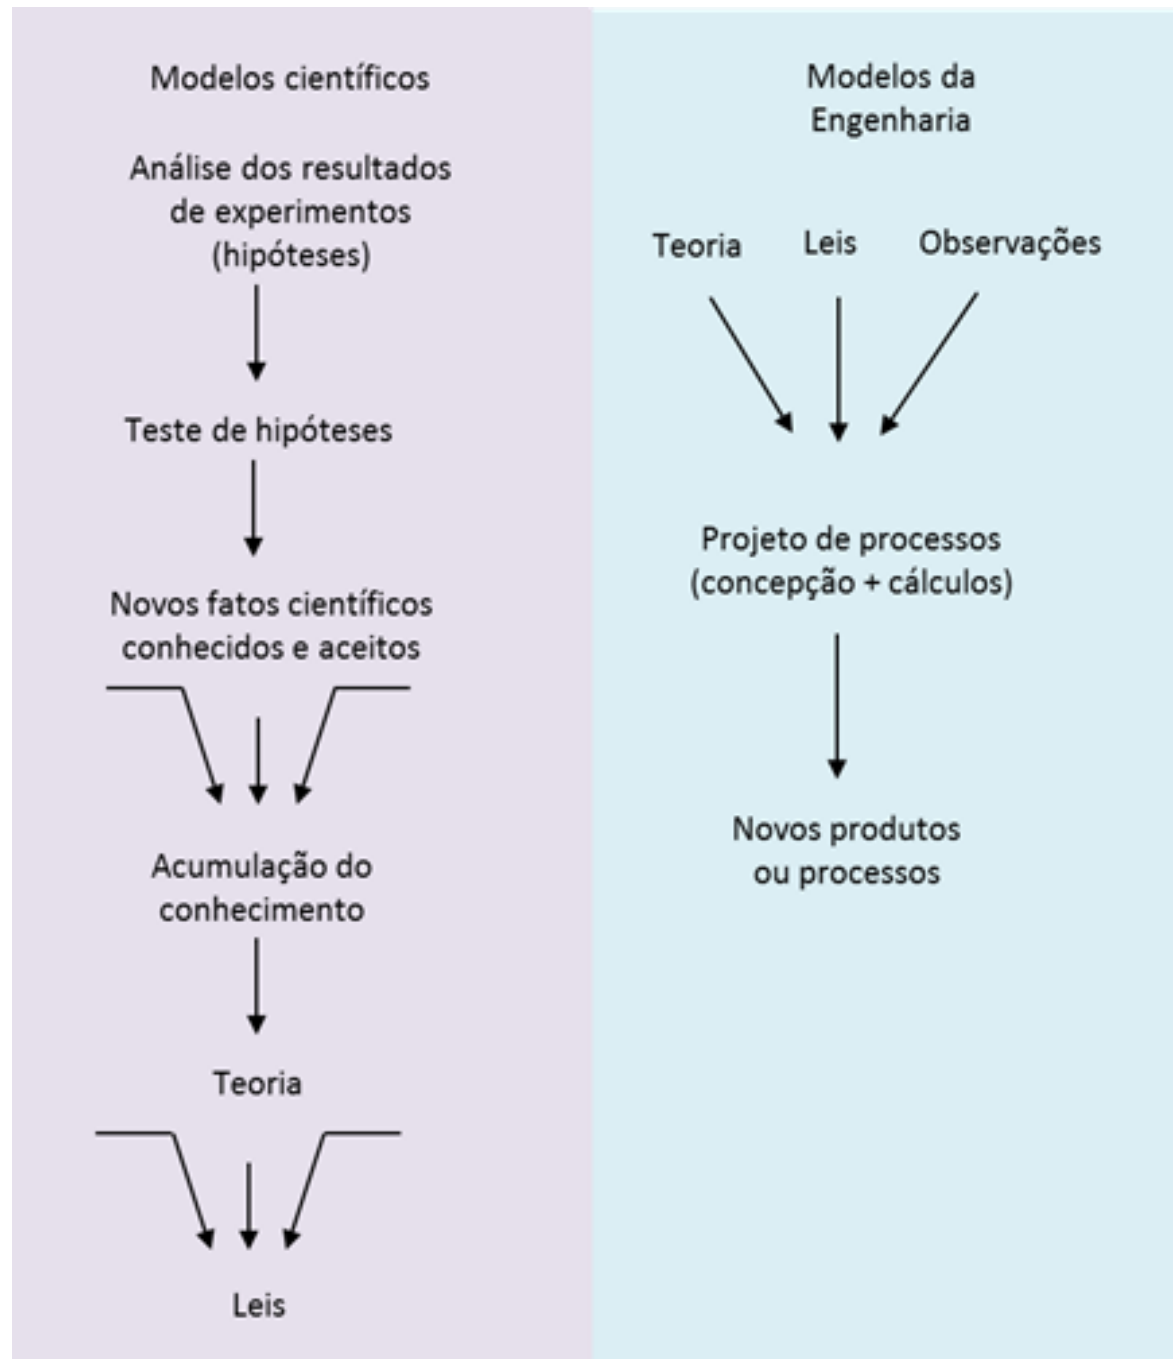 Modelos científicos
Análise dos resultados
de experimentos
(hipóteses)
Teste de hipóteses
Novos fatos científicos
conhecidos e aceitos
Acumulação do
conhecimento
Teoria
Leis
Modelos da
Engenharia
Teoria Leis Observações
Projeto de processos
(concepção + cálculos)
Novos produtos
ou processos